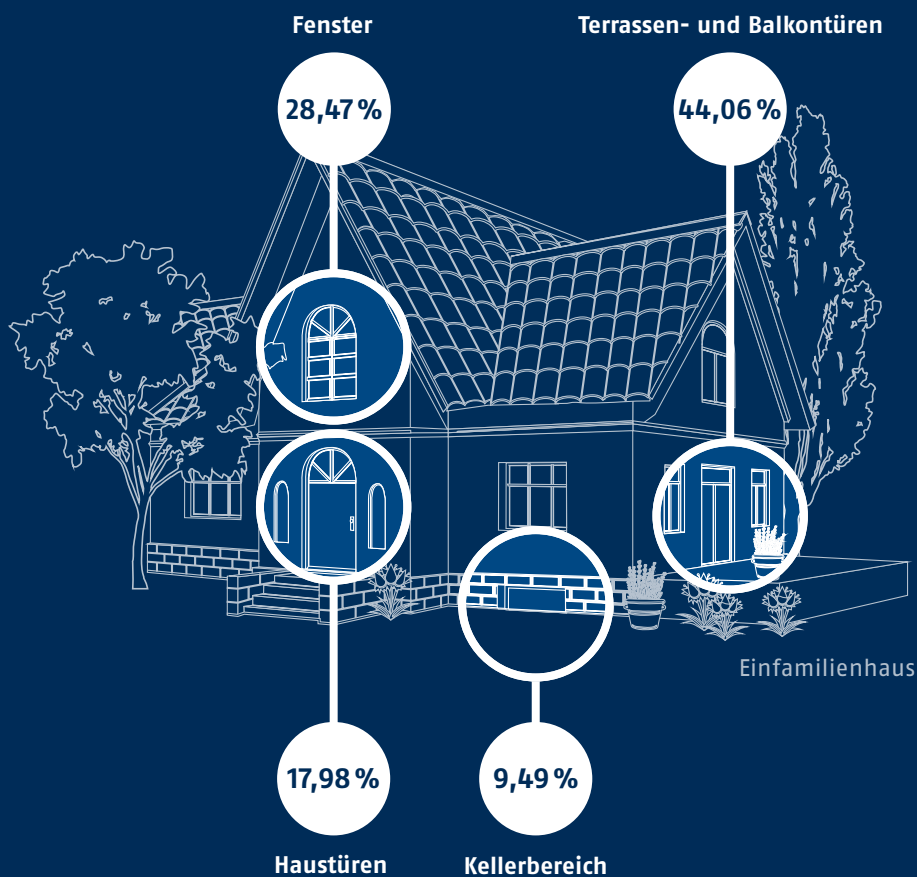 Fenster
Terrassen- und Balkontüren
28,47 %
44,06 %
Einfamilienhaus
17,98 %
9,49 %
Haustüren
Kellerbereich